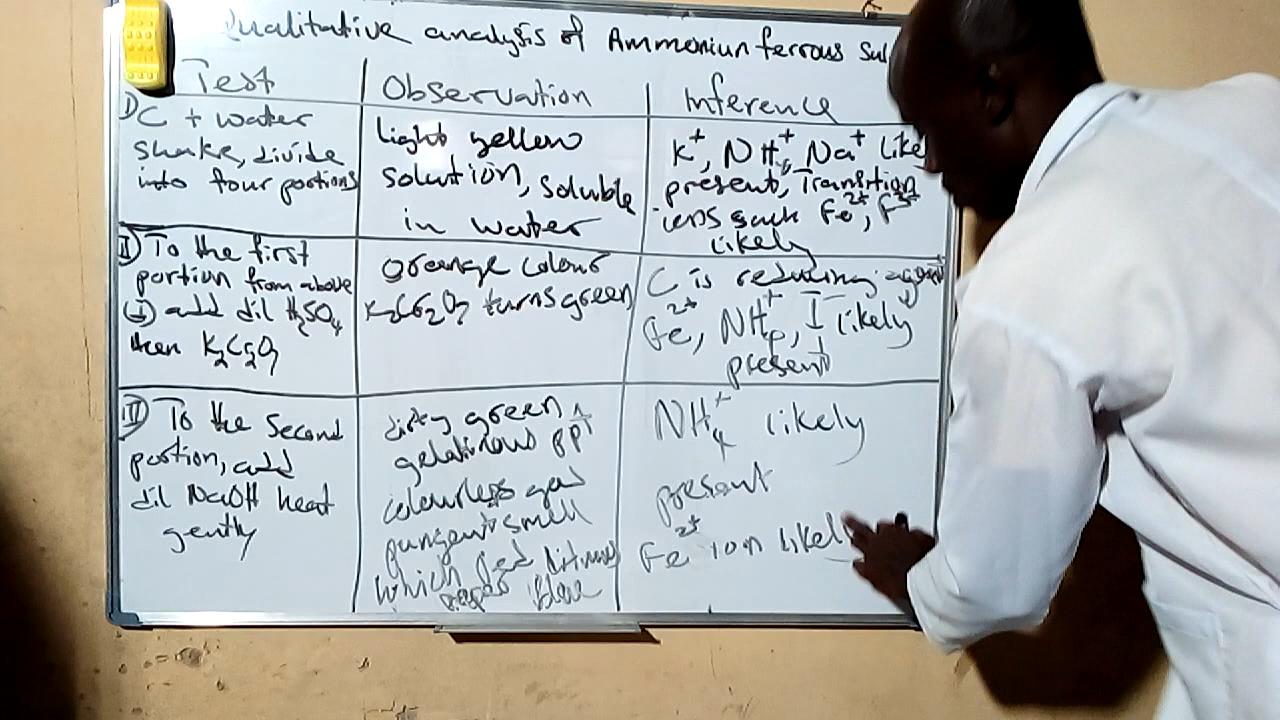 Qualitative analysis of Ammonium ferrous Sul
Test
Observation
Inference
I) C + water
shake, divide
into four portions
light yellow
solution, soluble
in water
K⁺, NH₄⁺, Na⁺ likel
present, Transition
ions such Fe²⁺, F³⁺
likely
II) To the first
portion from above
(I) add dil H₂SO₄
then K₂Cr₂O₇
orange colour
K₂Cr₂O₇ turns green
C is reducing agent
Fe²⁺, NH₄⁺, I⁻ likely
present
III) To the Second
portion, add
dil NaOH heat
gently
dirty green
gelatinous ppt
colourless gas
pungent smell
which red litmus
paper blue
NH₄⁺ likely
present
Fe²⁺ ion likely